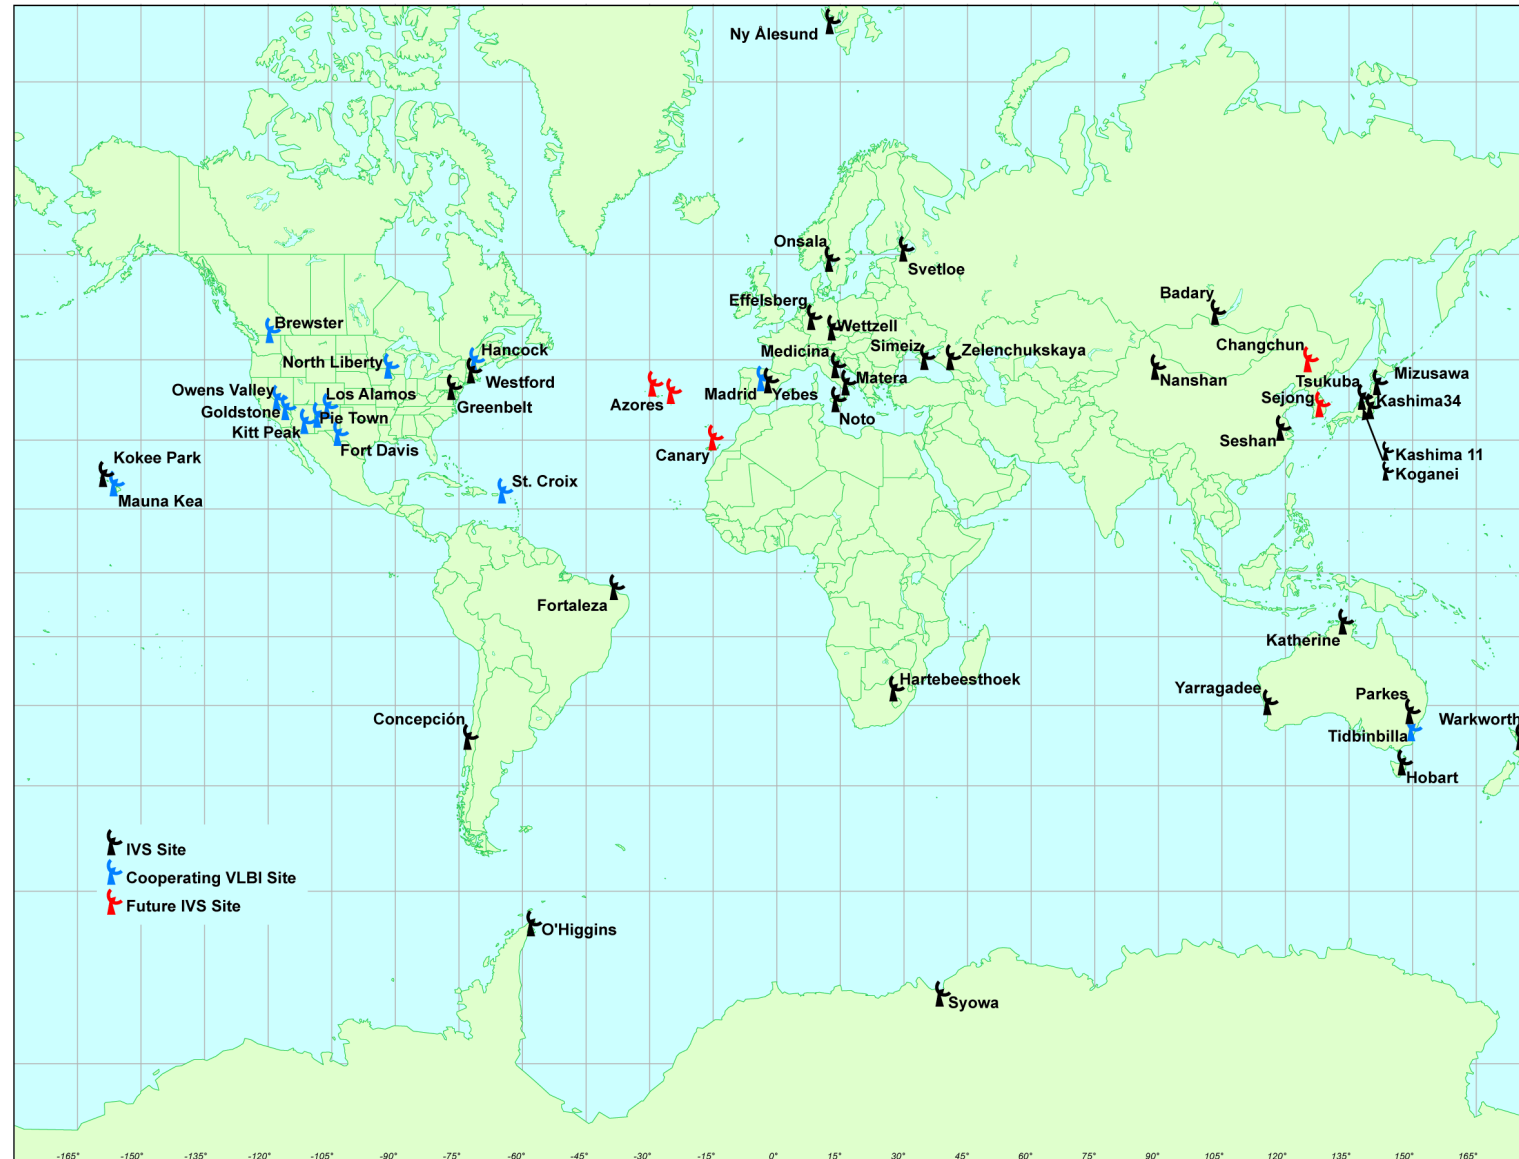 Ny Ålesund
Onsala
Svetloe
Effelsberg
Badary
Brewster
Wettzell
Simeiz
Changchun
Hancock
Medicina
Zelenchukskaya
North Liberty
Mizusawa
Westford
Matera
Nanshan
Tsukuba
Owens Valley
Los Alamos
Madrid
Yebes
Sejong
Kashima34
Azores
Greenbelt
Goldstone
Pie Town
Noto
Kitt Peak
Seshan
Fort Davis
Canary
Kashima 11
Kokee Park
Koganei
St. Croix
Mauna Kea
Fortaleza
Katherine
Hartebeesthoek
Yarragadee
Parkes
Concepción
Warkworth
Tidbinbilla
Hobart
IVS Site
Cooperating VLBI Site
Future IVS Site
O'Higgins
Syowa
-165° -150° -135° -120° -105° -90° -75° -60° -45° -30° -15° 0° 15° 30° 45° 60° 75° 90° 105° 120° 135° 150° 165°